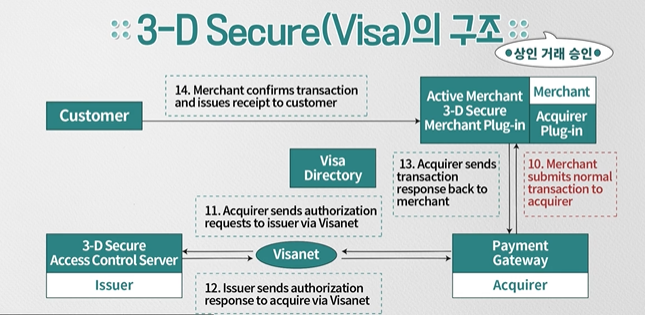 3-D Secure(Visa)의 구조
상인 거래 승인
14. Merchant confirms transaction
and issues receipt to customer
Customer
Active Merchant
3-D Secure
Merchant Plug-in
Merchant
Acquirer
Plug-in
Visa
Directory
13. Acquirer sends
transaction
response back to
merchant
10. Merchant
submits normal
transaction to
acquirer
11. Acquirer sends authorization
requests to issuer via Visanet
3-D Secure
Access Control Server
Issuer
Visanet
Payment
Gateway
Acquirer
12. Issuer sends authorization
response to acquire via Visanet